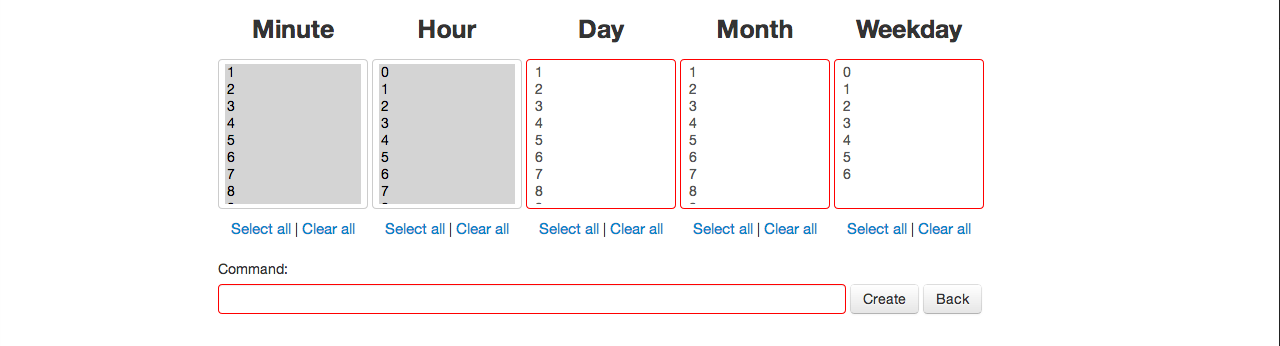 Minute Hour Day Month Weekday
1 0 1 1 0
2 1 2 2 1
3 2 3 3 2
4 3 4 4 3
5 4 5 5 4
6 5 6 6 5
7 6 7 7 6
8 7 8 8
Select all | Clear all Select all | Clear all Select all | Clear all Select all | Clear all Select all | Clear all
Command:
Create Back